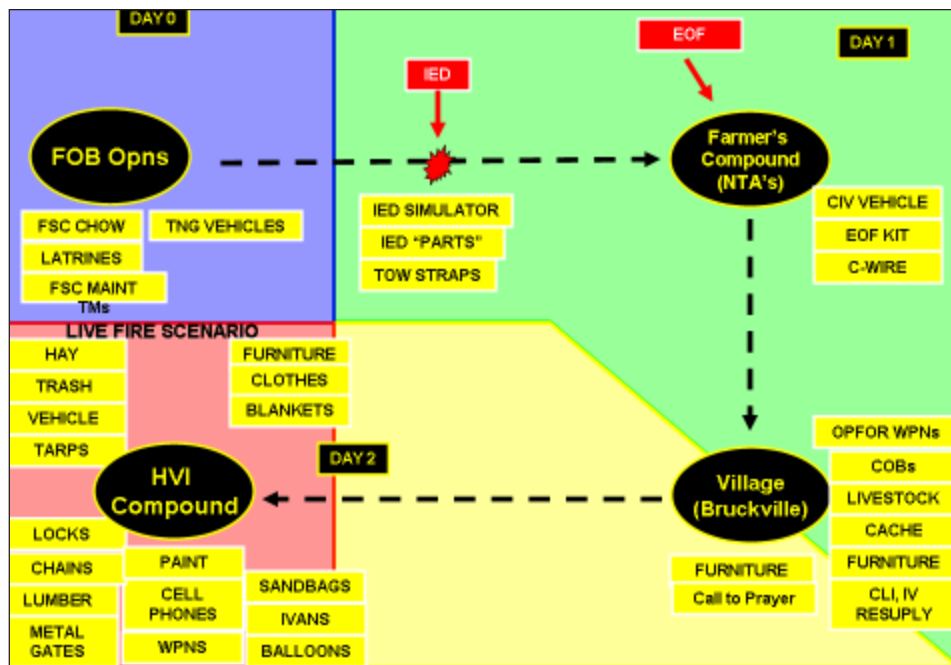 DAY 0
EOF
DAY 1
IED
FOB Opns
Farmer's
Compound
(NTA's)
FSC CHOW
TNG VEHICLES
LATRINES
FSC MAINT
TMs
IED SIMULATOR
IED "PARTS"
TOW STRAPS
CIV VEHICLE
EOF KIT
C-WIRE
LIVE FIRE SCENARIO
HAY
TRASH
VEHICLE
TARPS
FURNITURE
CLOTHES
BLANKETS
DAY 2
HVI
Compound
Village
(Bruckville)
OPFOR WPNs
COBs
LIVESTOCK
CACHE
FURNITURE
CLI, IV
RESUPLY
FURNITURE
Call to Prayer
LOCKS
CHAINS
LUMBER
METAL
GATES
PAINT
CELL
PHONES
WPNS
SANDBAGS
IVANS
BALLOONS